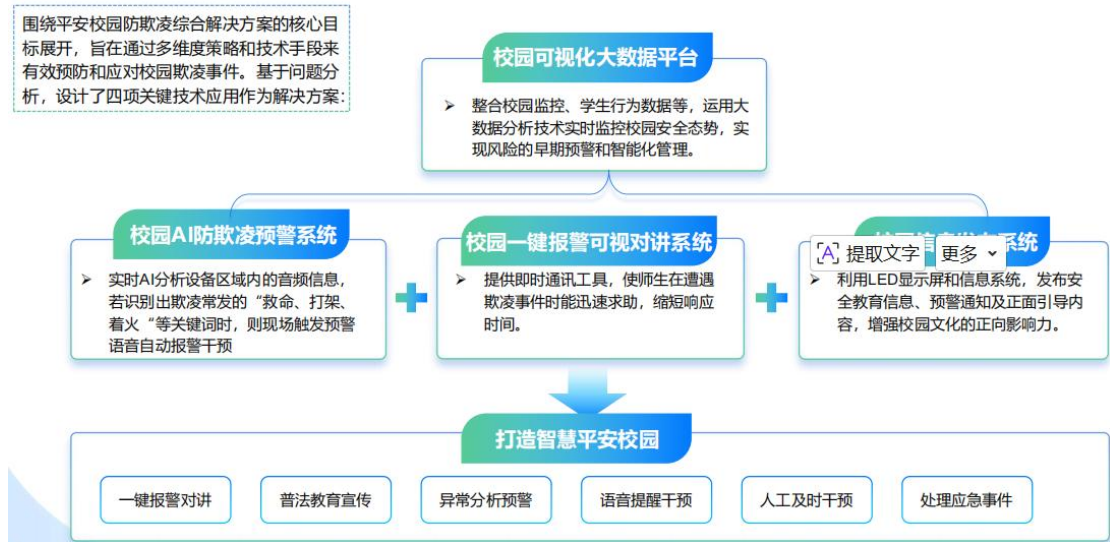 围绕平安校园防欺凌综合解决方案的核心目
标展开，旨在通过多维度策略和技术手段来
有效预防和应对校园欺凌事件。基于问题分
析，设计了四项关键技术应用作为解决方案：
校园可视化大数据平台
➢ 整合校园监控、学生行为数据等，运用大
数据分析技术实时监控校园安全态势，实
现风险的早期预警和智能化管理。
校园AI防欺凌预警系统
➢ 实时AI分析设备区域内的音频信息，
若识别出欺凌常发的“救命、打架、
着火“等关键词时，则现场触发预警
语音自动报警干预
校园一键报警可视对讲系统
➢ 提供即时通讯工具，使师生在遭遇
欺凌事件时能迅速求助，缩短响应
时间。
系统
提取文字 更多
➢ 利用LED显示屏和信息系统，发布安
全教育信息、预警通知及正面引导内
容，增强校园文化的正向影响力。
打造智慧平安校园
一键报警对讲
普法教育宣传
异常分析预警
语音提醒干预
人工及时干预
处理应急事件